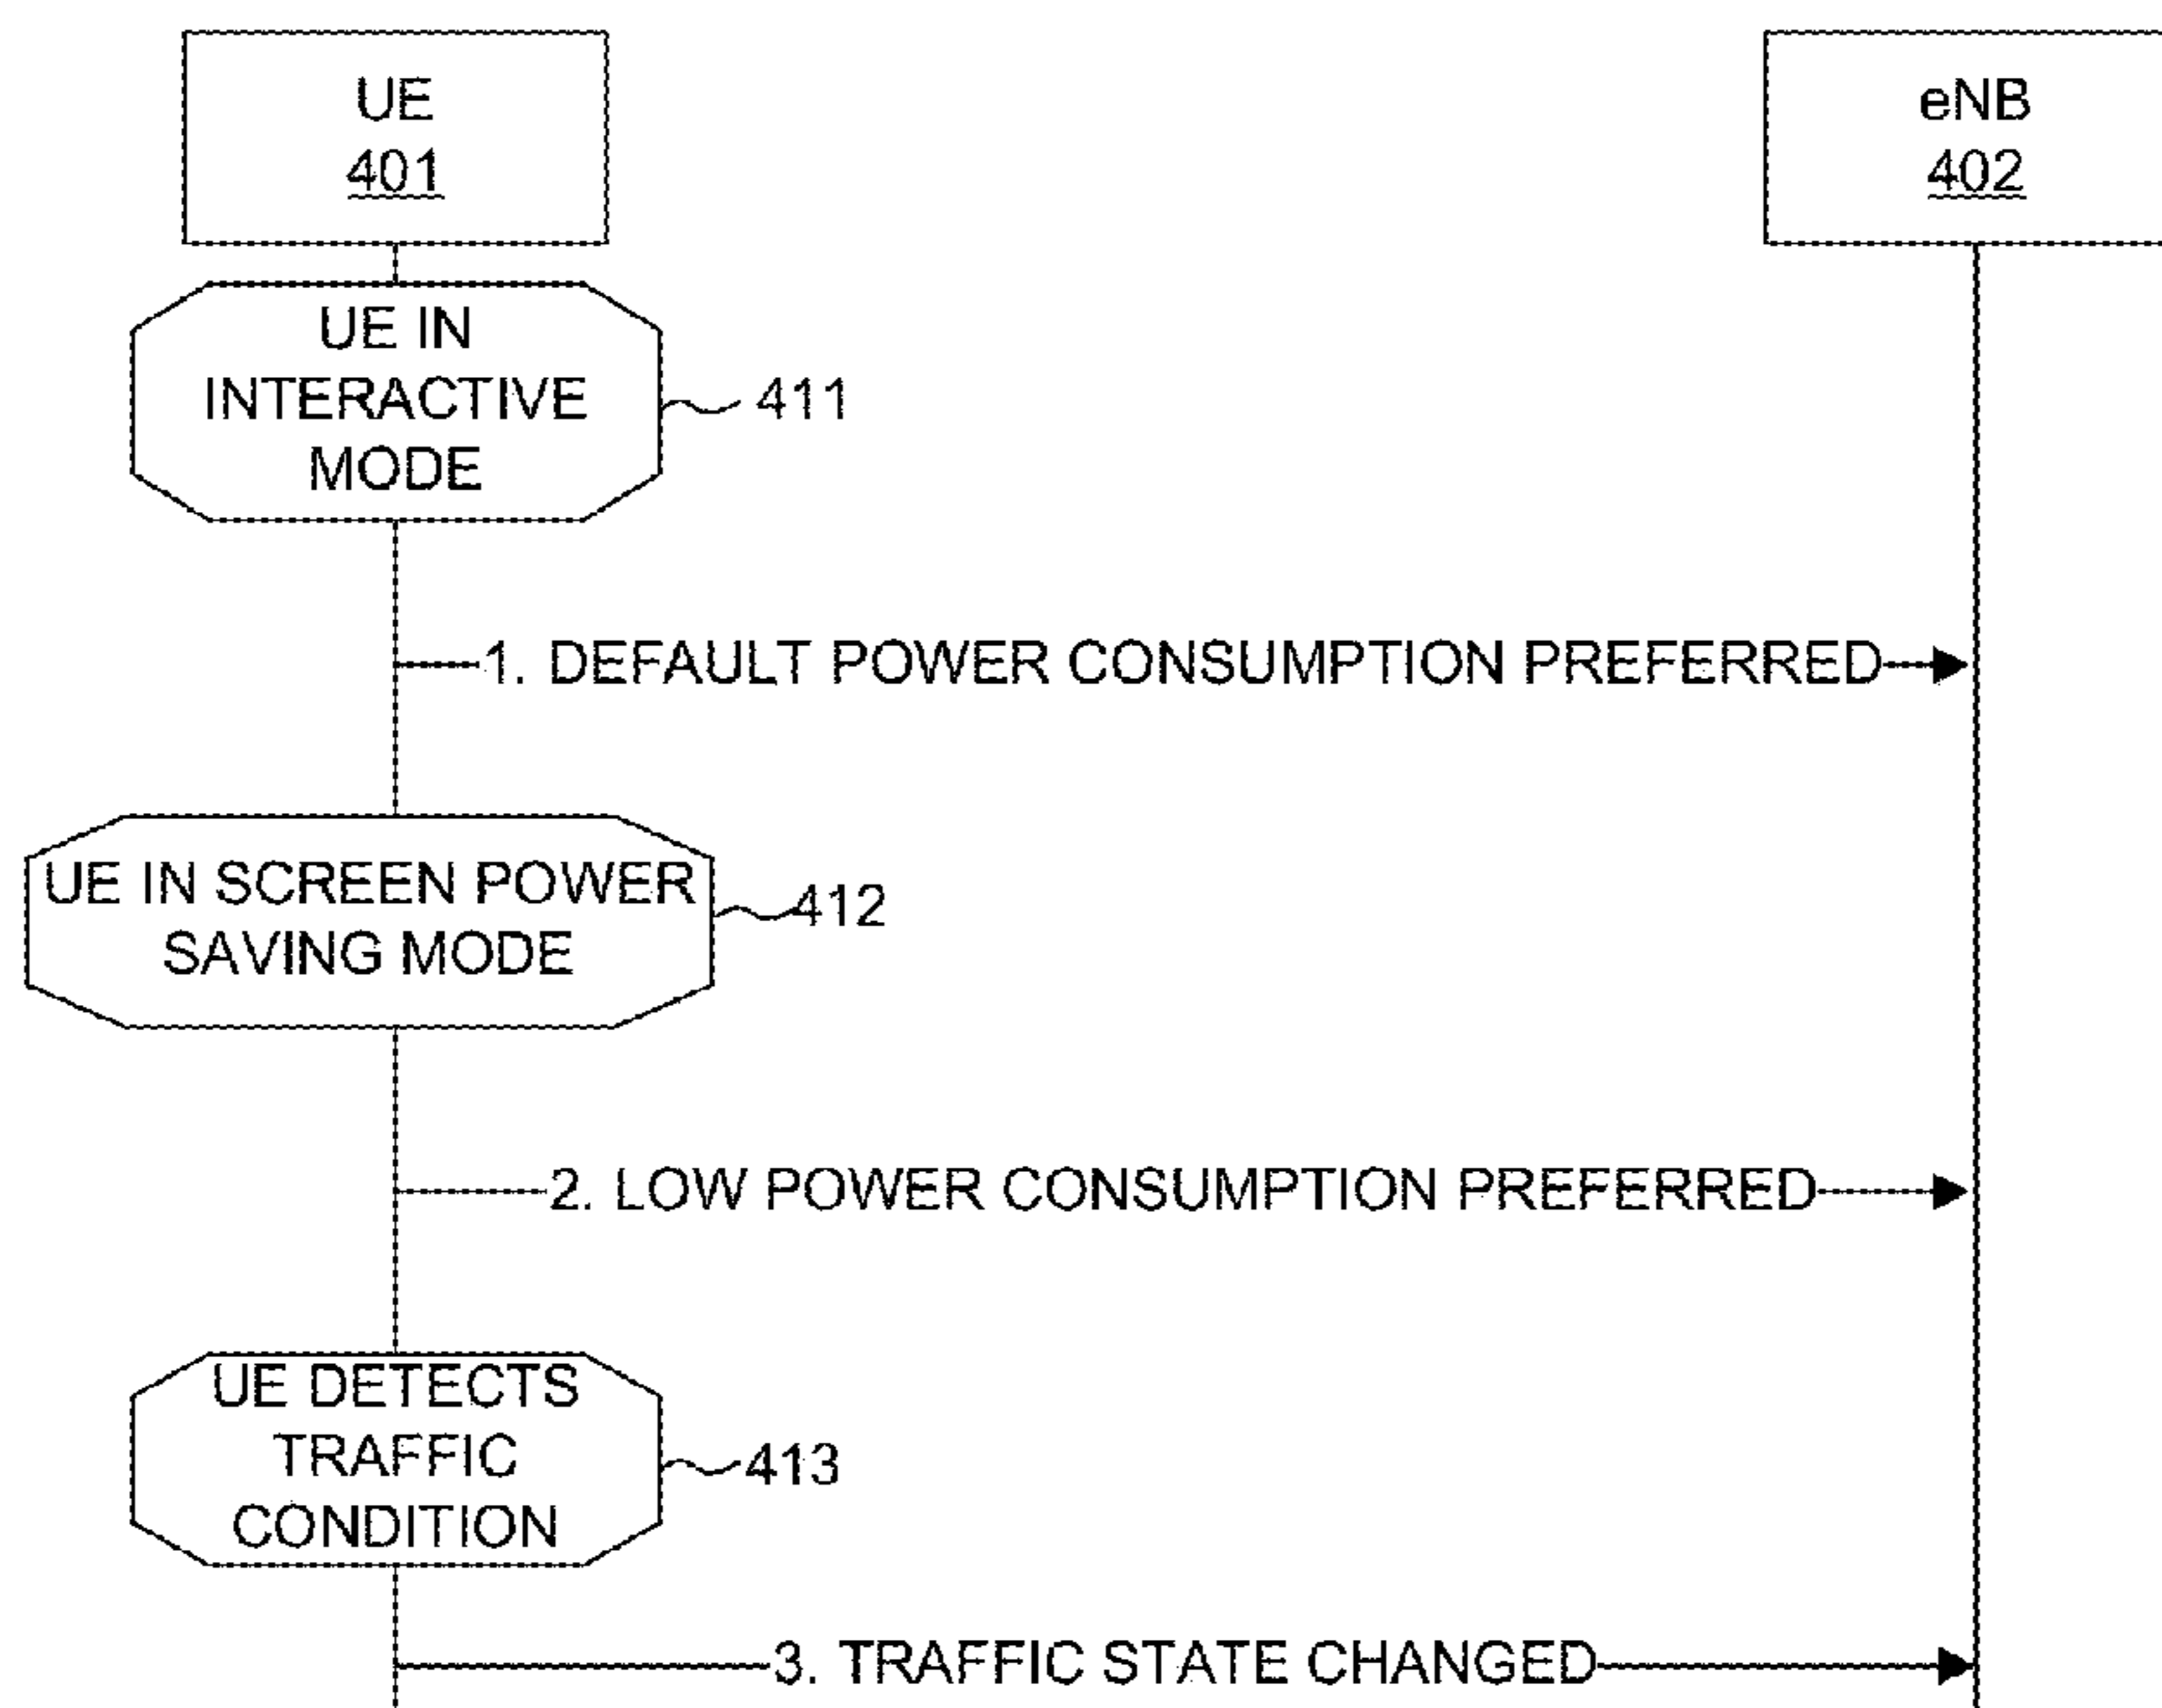 UE
401
eNB
402
UE IN
INTERACTIVE
MODE
411
1. DEFAULT POWER CONSUMPTION PREFERRED
UE IN SCREEN POWER
SAVING MODE
412
2. LOW POWER CONSUMPTION PREFERRED
UE DETECTS
TRAFFIC
CONDITION
413
3. TRAFFIC STATE CHANGED